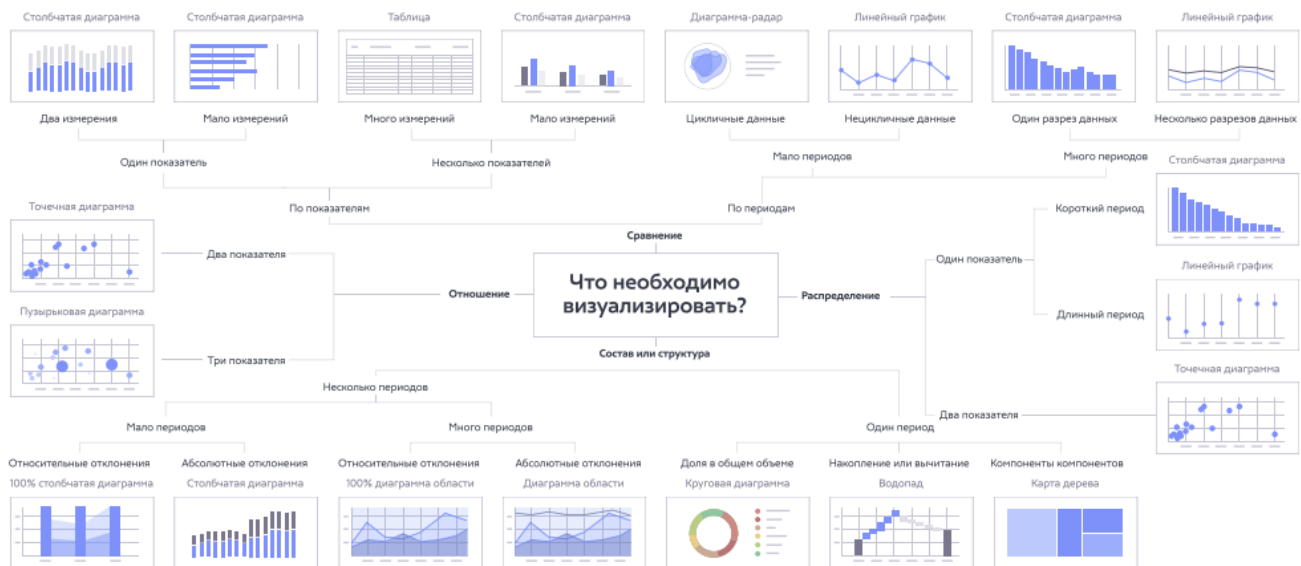 Столбчатая диаграмма
Столбчатая диаграмма
Таблица
Столбчатая диаграмма
Диаграмма-радар
Линейный график
Столбчатая диаграмма
Линейный график
Два измерения
Мало измерений
Много измерений
Мало измерений
Цикличные данные
Нецикличные данные
Один разрез данных
Несколько разрезов данных
Один показатель
Несколько показателей
Мало периодов
Много периодов
По показателям
По периодам
Сравнение
Точечная диаграмма
Два показателя
Пузырьковая диаграмма
Три показателя
Отношение
Что необходимо
визуализировать?
Распределение
Один показатель
Короткий период
Столбчатая диаграмма
Длинный период
Линейный график
Два показателя
Точечная диаграмма
Состав или структура
Несколько периодов
Один период
Мало периодов
Много периодов
Относительные отклонения
Абсолютные отклонения
Относительные отклонения
Абсолютные отклонения
Доля в общем объеме
Накопление или вычитание
Компоненты компонентов
100% столбчатая диаграмма
Столбчатая диаграмма
100% диаграмма области
Диаграмма области
Круговая диаграмма
Водопад
Карта дерева